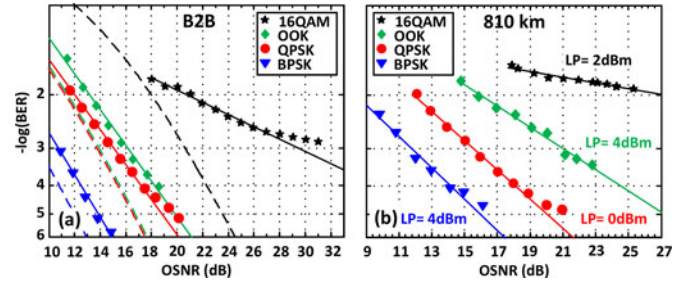 B2B
16QAM
OOK
QPSK
BPSK
-log(BER)
2
3
4
5
6
(a)
10 12 14 16 18 20 22 24 26 28 30 32
OSNR (dB)
810 km
16QAM
OOK
QPSK
BPSK
LP= 2dBm
LP= 4dBm
LP= 4dBm
LP= 0dBm
(b)
9 11 13 15 17 19 21 23 25 27
OSNR (dB)